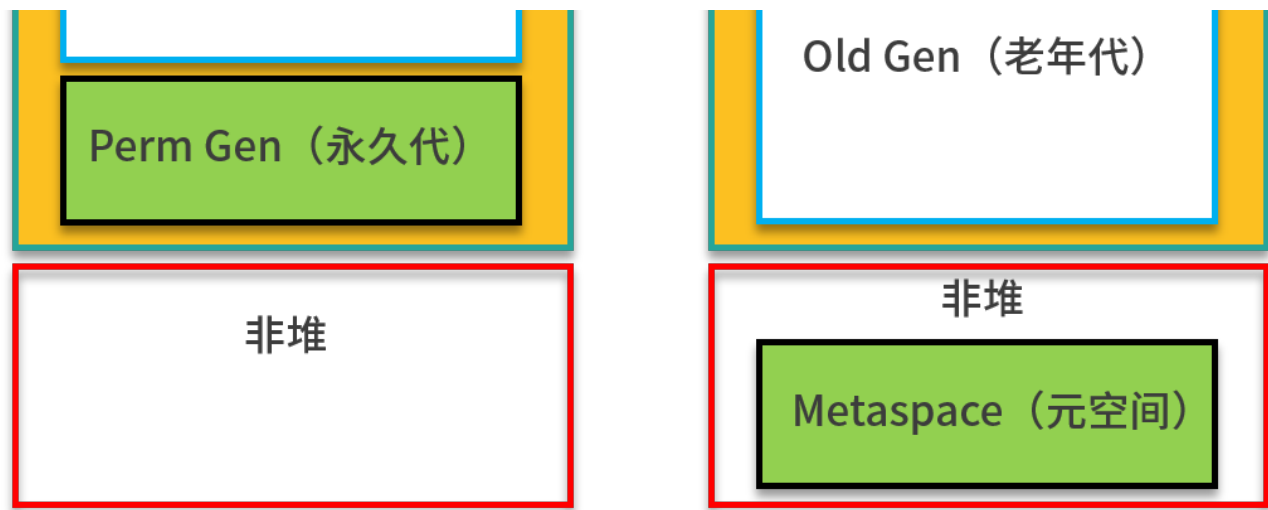 Perm Gen（永久代）
非堆
Old Gen（老年代）
非堆
Metaspace（元空间）